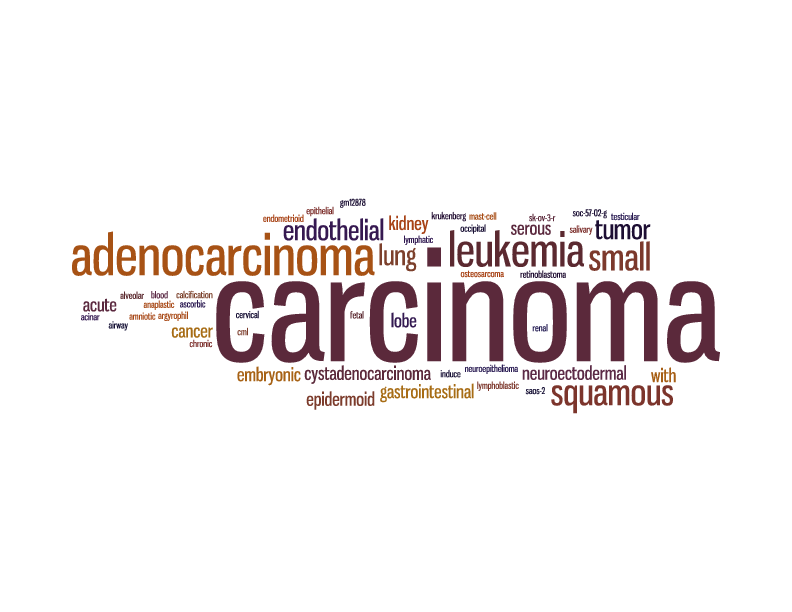 gm12878
epithelial
endometrioid
endothelial
kidney
krukenberg
mast-cell
occipital
lymphatic
sk-ov-3-r
serous
soc-57-02-g
testicular
salivary
tumor
adenocarcinoma
lung
leukemia
small
osteosarcoma
retinoblastoma
carcinoma
alveolar
blood
calcification
acute
anaplastic
ascorbic
acinar
amniotic
argyrophil
airway
cancer
chronic
cervical
cml
fetal
lobe
renal
embryonic
cystadenocarcinoma
induce
neuroepithelioma
neuroectodermal
with
epidermoid
gastrointestinal
lymphoblastic
saos-2
squamous